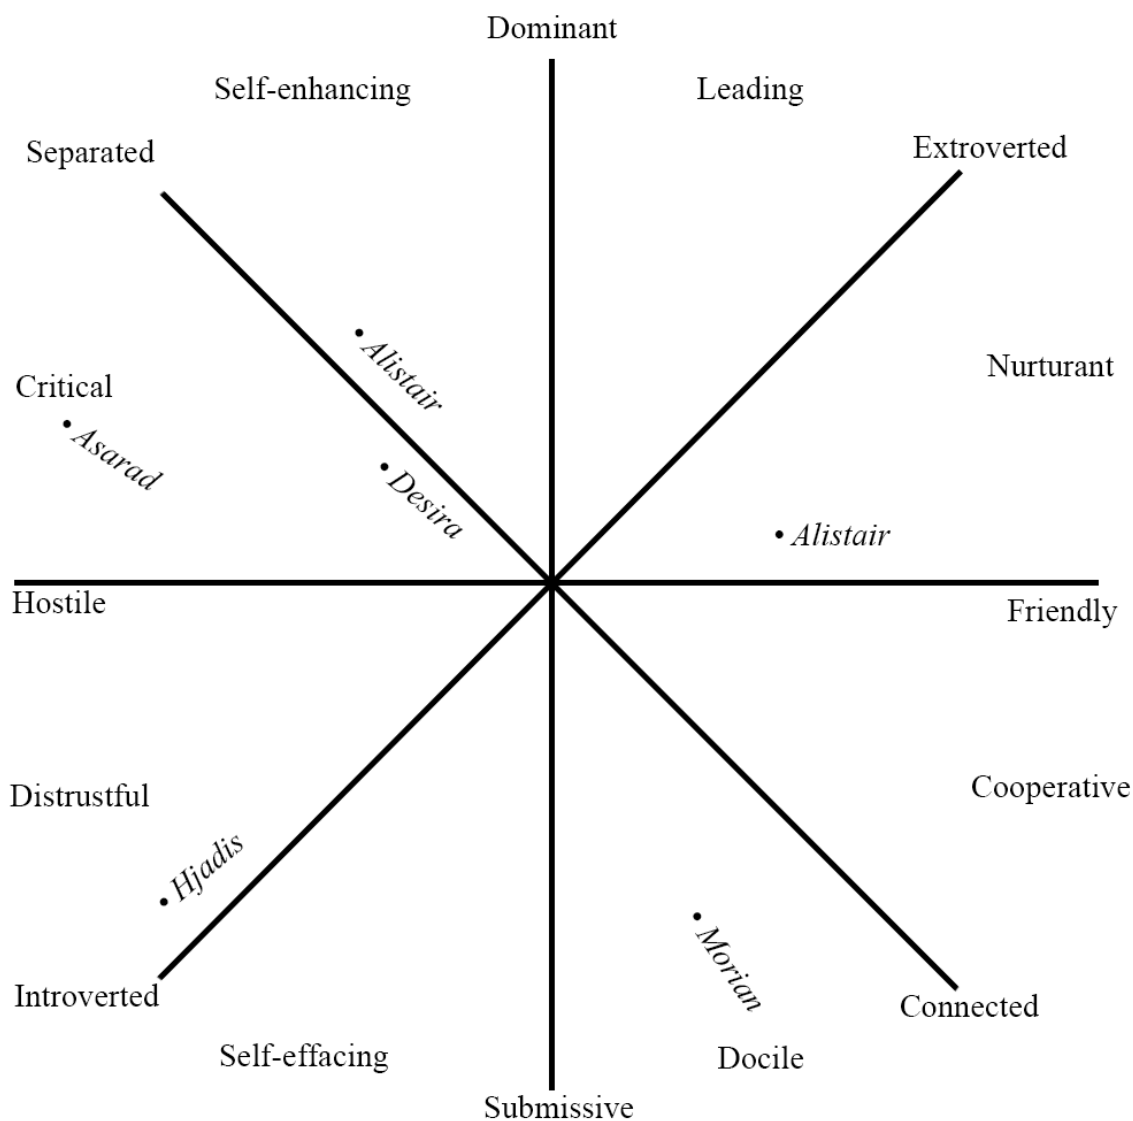 Dominant
Self-enhancing
Leading
Separated
Extroverted
Alistair
Critical
Nurturant
Asarad
Desira
Alistair
Hostile
Friendly
Distrustful
Cooperative
Hjadis
Morian
Introverted
Connected
Self-effacing
Docile
Submissive